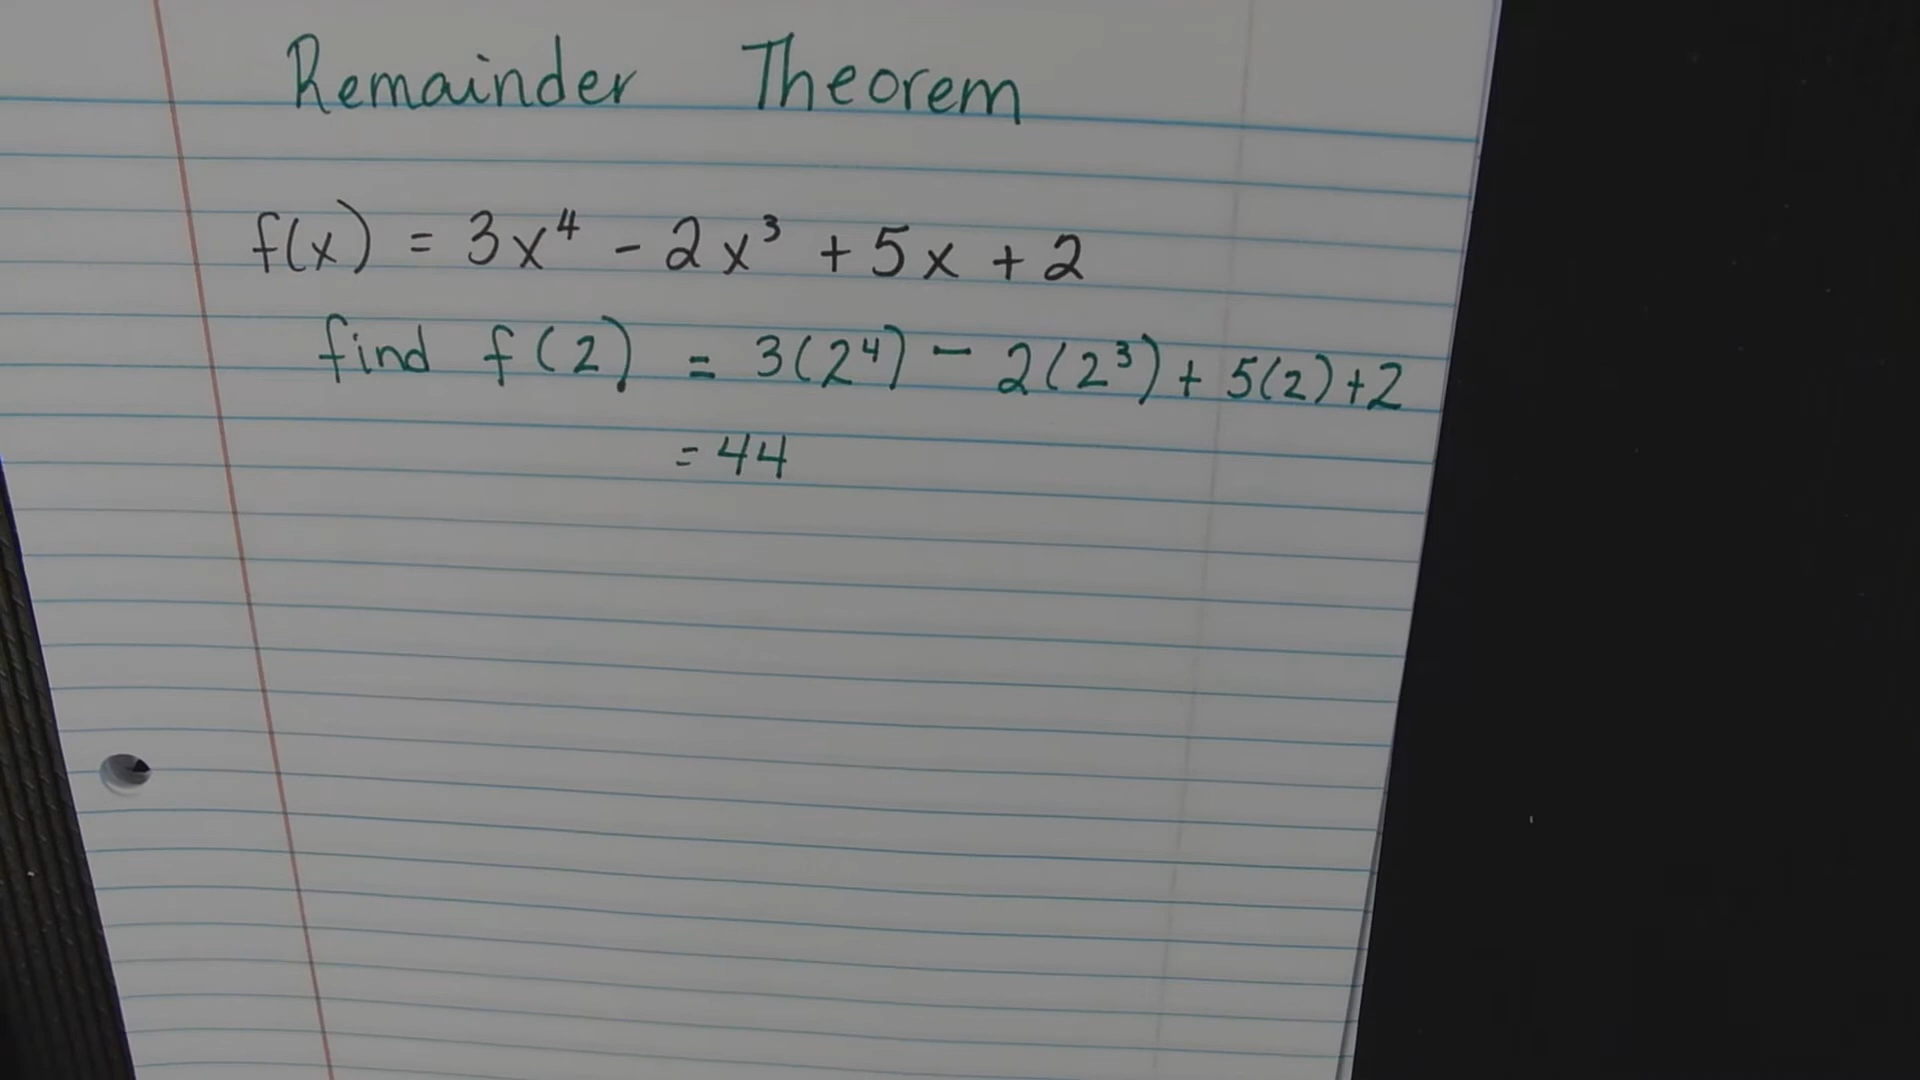 Remainder Theorem
f(x) = 3x⁴ - 2x³ + 5x + 2
find f(2) = 3(2⁴) - 2(2³) + 5(2) + 2
= 44